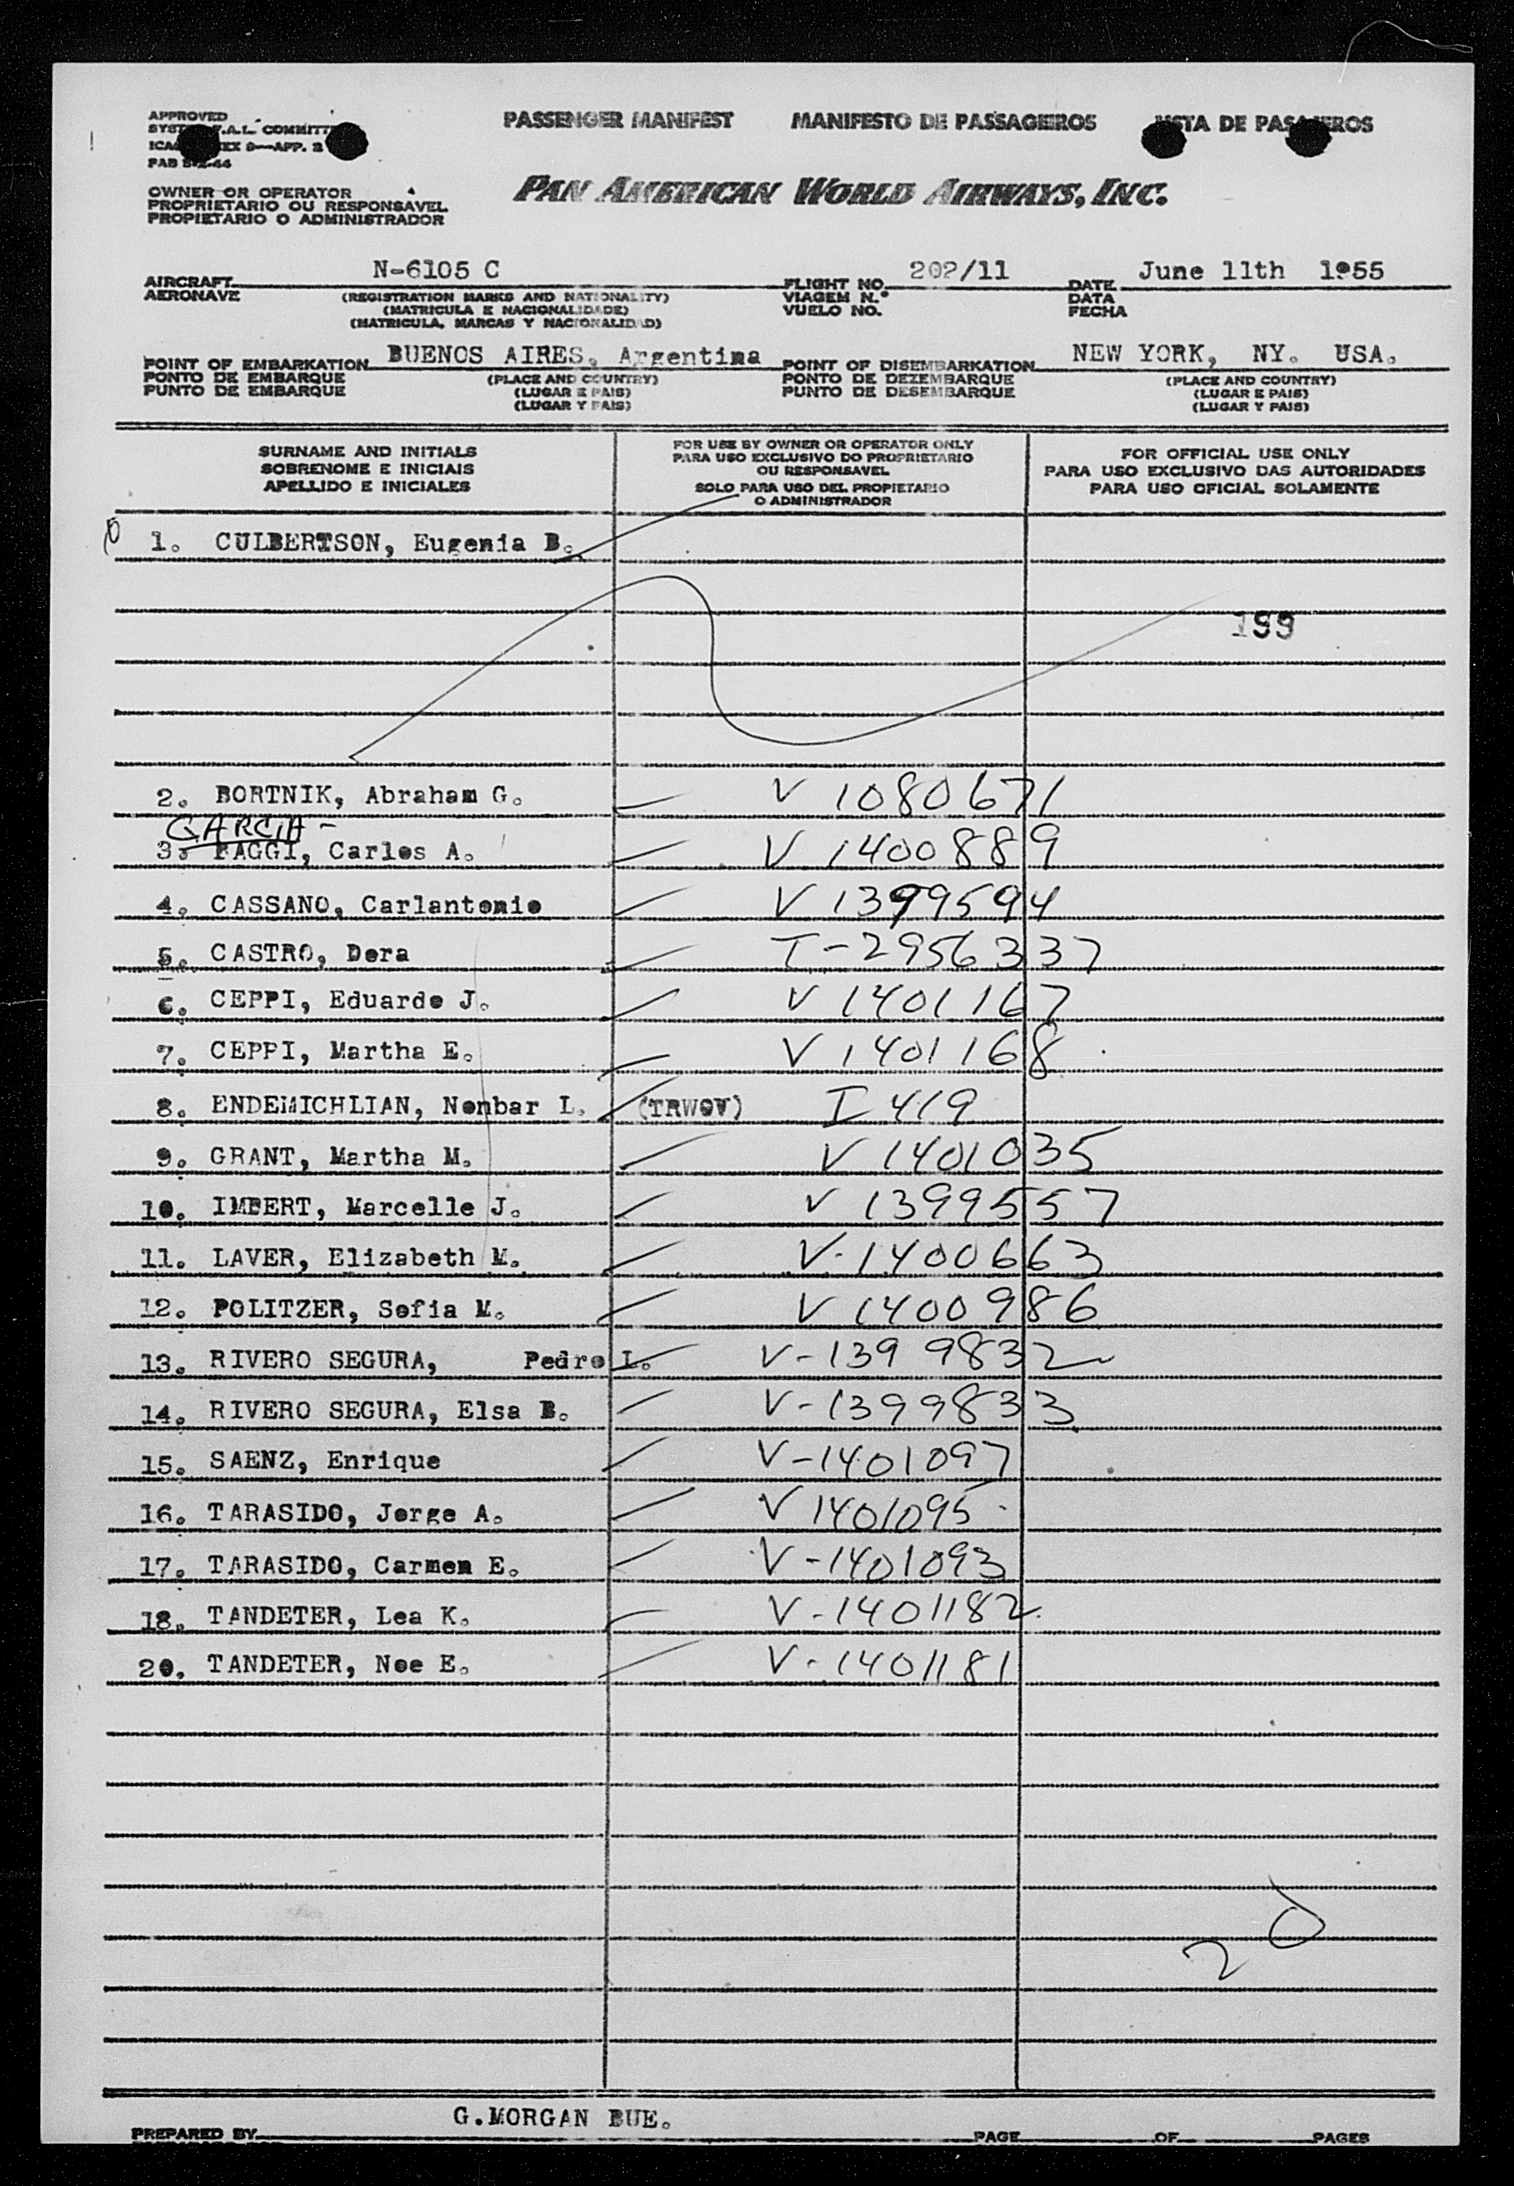 APPROVED
PASSENGER MANIFEST MANIFESTO DE PASSAGEIROS LISTA DE PASAJEROS
OWNER OR OPERATOR
PROPRIETARIO OU RESPONSAVEL
PROPIETARIO O ADMINISTRADOR
PAN AMERICAN WORLD AIRWAYS, INC.
AIRCRAFT N-6105 C FLIGHT NO. 202/11 DATE June 11th 1955
AERONAVE (REGISTRATION MARKS AND NATIONALITY) VIAGEM N.° DATA
(MATRICULA E NACIONALIDADE) VUELO NO. FECHA
(MATRICULA, MARCAS Y NACIONALIDAD)
POINT OF EMBARKATION BUENOS AIRES, Argentina POINT OF DISEMBARKATION NEW YORK, NY. USA.
PONTO DE EMBARQUE (PLACE AND COUNTRY) PONTO DE DEZEMBARQUE (PLACE AND COUNTRY)
PUNTO DE EMBARQUE (LUGAR E PAIS) PUNTO DE DESEMBARQUE (LUGAR E PAIS)
(LUGAR Y PAIS) (LUGAR Y PAIS)
SURNAME AND INITIALS
SOBRENOME E INICIAIS
APELLIDO E INICIALES
FOR USE BY OWNER OR OPERATOR ONLY
PARA USO EXCLUSIVO DO PROPRIETARIO
OU RESPONSAVEL
SOLO PARA USO DEL PROPIETARIO
O ADMINISTRADOR
FOR OFFICIAL USE ONLY
PARA USO EXCLUSIVO DAS AUTORIDADES
PARA USO OFICIAL SOLAMENTE
1. CULBERTSON, Eugenia B.
199
2. BORTNIK, Abraham G. V 1080671
GARCIA-
3. BAGGI, Carlos A. V 1400889
4. CASSANO, Carlantonio V 1399594
5. CASTRO, Dora T-2956337
6. CEPPI, Eduardo J. V 1401167
7. CEPPI, Martha E. V 1401168
8. ENDEMICHLIAN, Nonbar L. (TRWOV) I 419
9. GRANT, Martha M. V 1401035
10. IMBERT, Marcelle J. V 1399557
11. LAVER, Elizabeth M. V-1400663
12. POLITZER, Sofia M. V 1400986
13. RIVERO SEGURA, Pedro L. V-1399832
14. RIVERO SEGURA, Elsa B. V-1399833
15. SAENZ, Enrique V-1401097
16. TARASIDO, Jorge A. V 1401095
17. TARASIDO, Carmen E. V-1401093
18. TANDETER, Lea K. V-1401182
20. TANDETER, Noe E. V-1401181
20
G.MORGAN BUE.
PREPARED BY PAGE OF PAGES